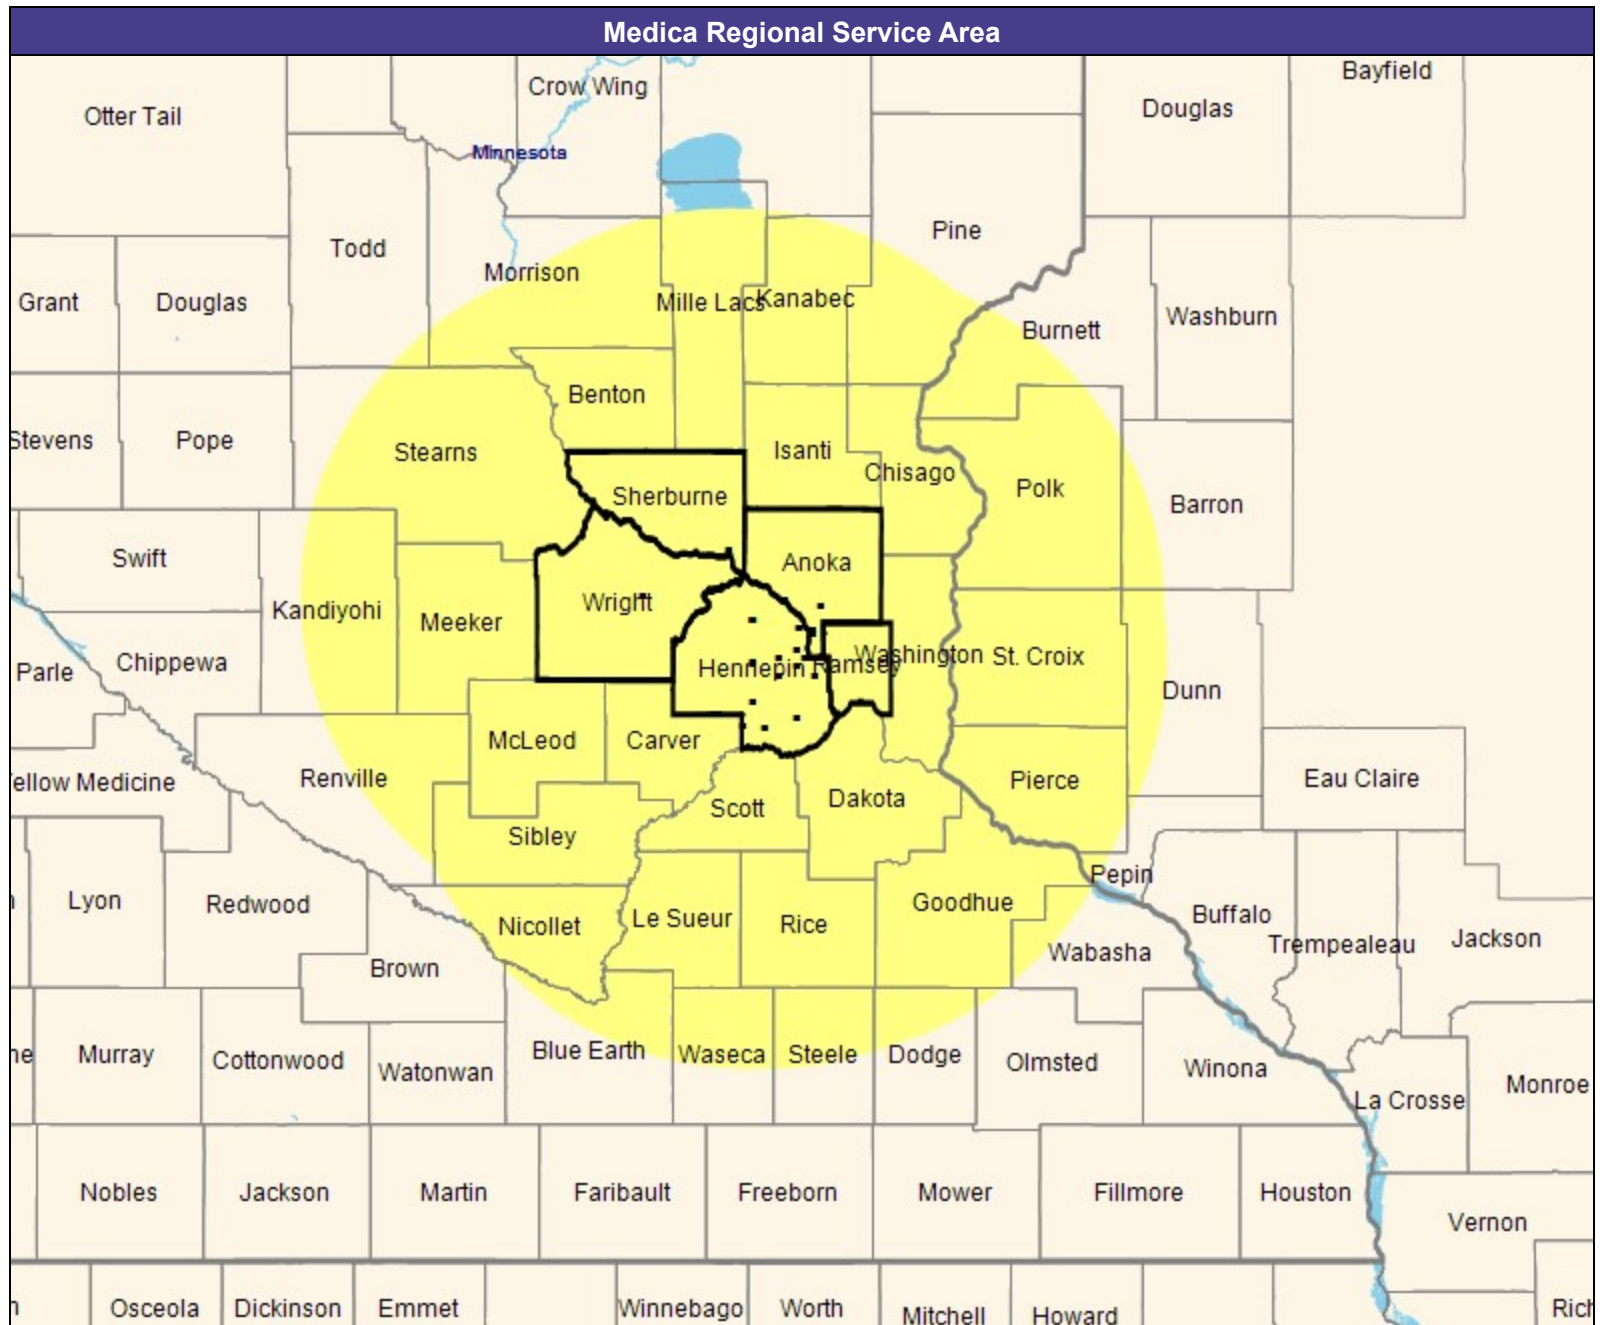 Medica Regional Service Area
Bayfield
Crow Wing
Douglas
Otter Tail
Minnesota
Pine
Todd
Morrison
Grant
Douglas
Mille Lacs
Kanabec
Washburn
Burnett
Benton
Stevens
Pope
Stearns
Isanti
Chisago
Polk
Sherburne
Barron
Swift
Anoka
Wright
Kandiyohi
Meeker
Washington
St. Croix
Parle
Chippewa
Hennepin
Ramsey
Dunn
McLeod
Carver
Renville
Eau Claire
Yellow Medicine
Pierce
Dakota
Scott
Sibley
Pepin
Lyon
Redwood
Goodhue
Buffalo
Nicollet
Le Sueur
Rice
Trempealeau
Jackson
Wabasha
Brown
ne
Murray
Cottonwood
Blue Earth
Waseca
Steele
Dodge
Olmsted
Watonwan
Winona
Monroe
La Crosse
Nobles
Jackson
Martin
Faribault
Freeborn
Mower
Fillmore
Houston
Vernon
n
Osceola
Dickinson
Emmet
Winnebago
Worth
Mitchell
Howard
Rich